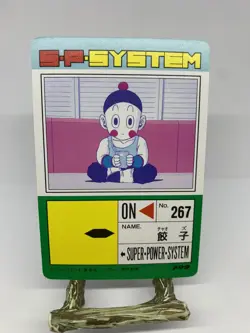 S·P·SYSTEM
ON
No. 267
NAME.
チャオ ズ
餃子
SUPER·POWER·SYSTEM